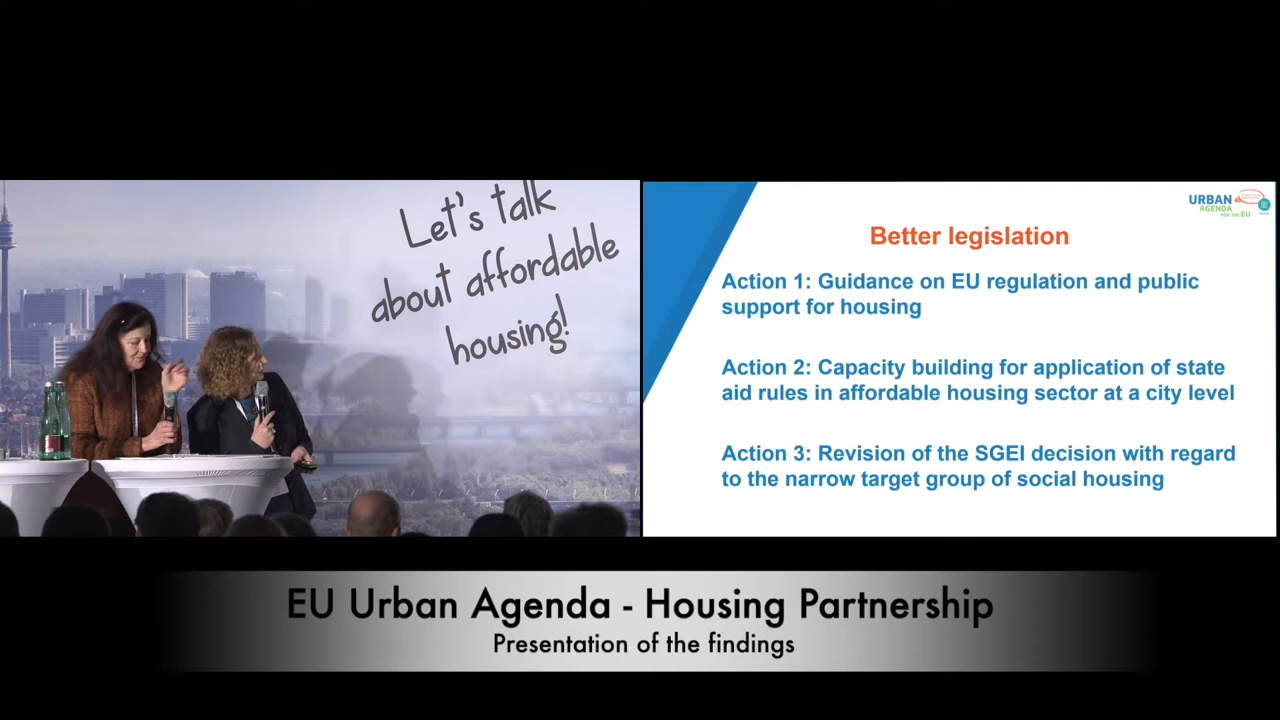 Let's talk
about affordable
housing!
URBAN
AGENDA
FOR THE EU
Better legislation
Action 1: Guidance on EU regulation and public
support for housing
Action 2: Capacity building for application of state
aid rules in affordable housing sector at a city level
Action 3: Revision of the SGEI decision with regard
to the narrow target group of social housing
EU Urban Agenda - Housing Partnership
Presentation of the findings